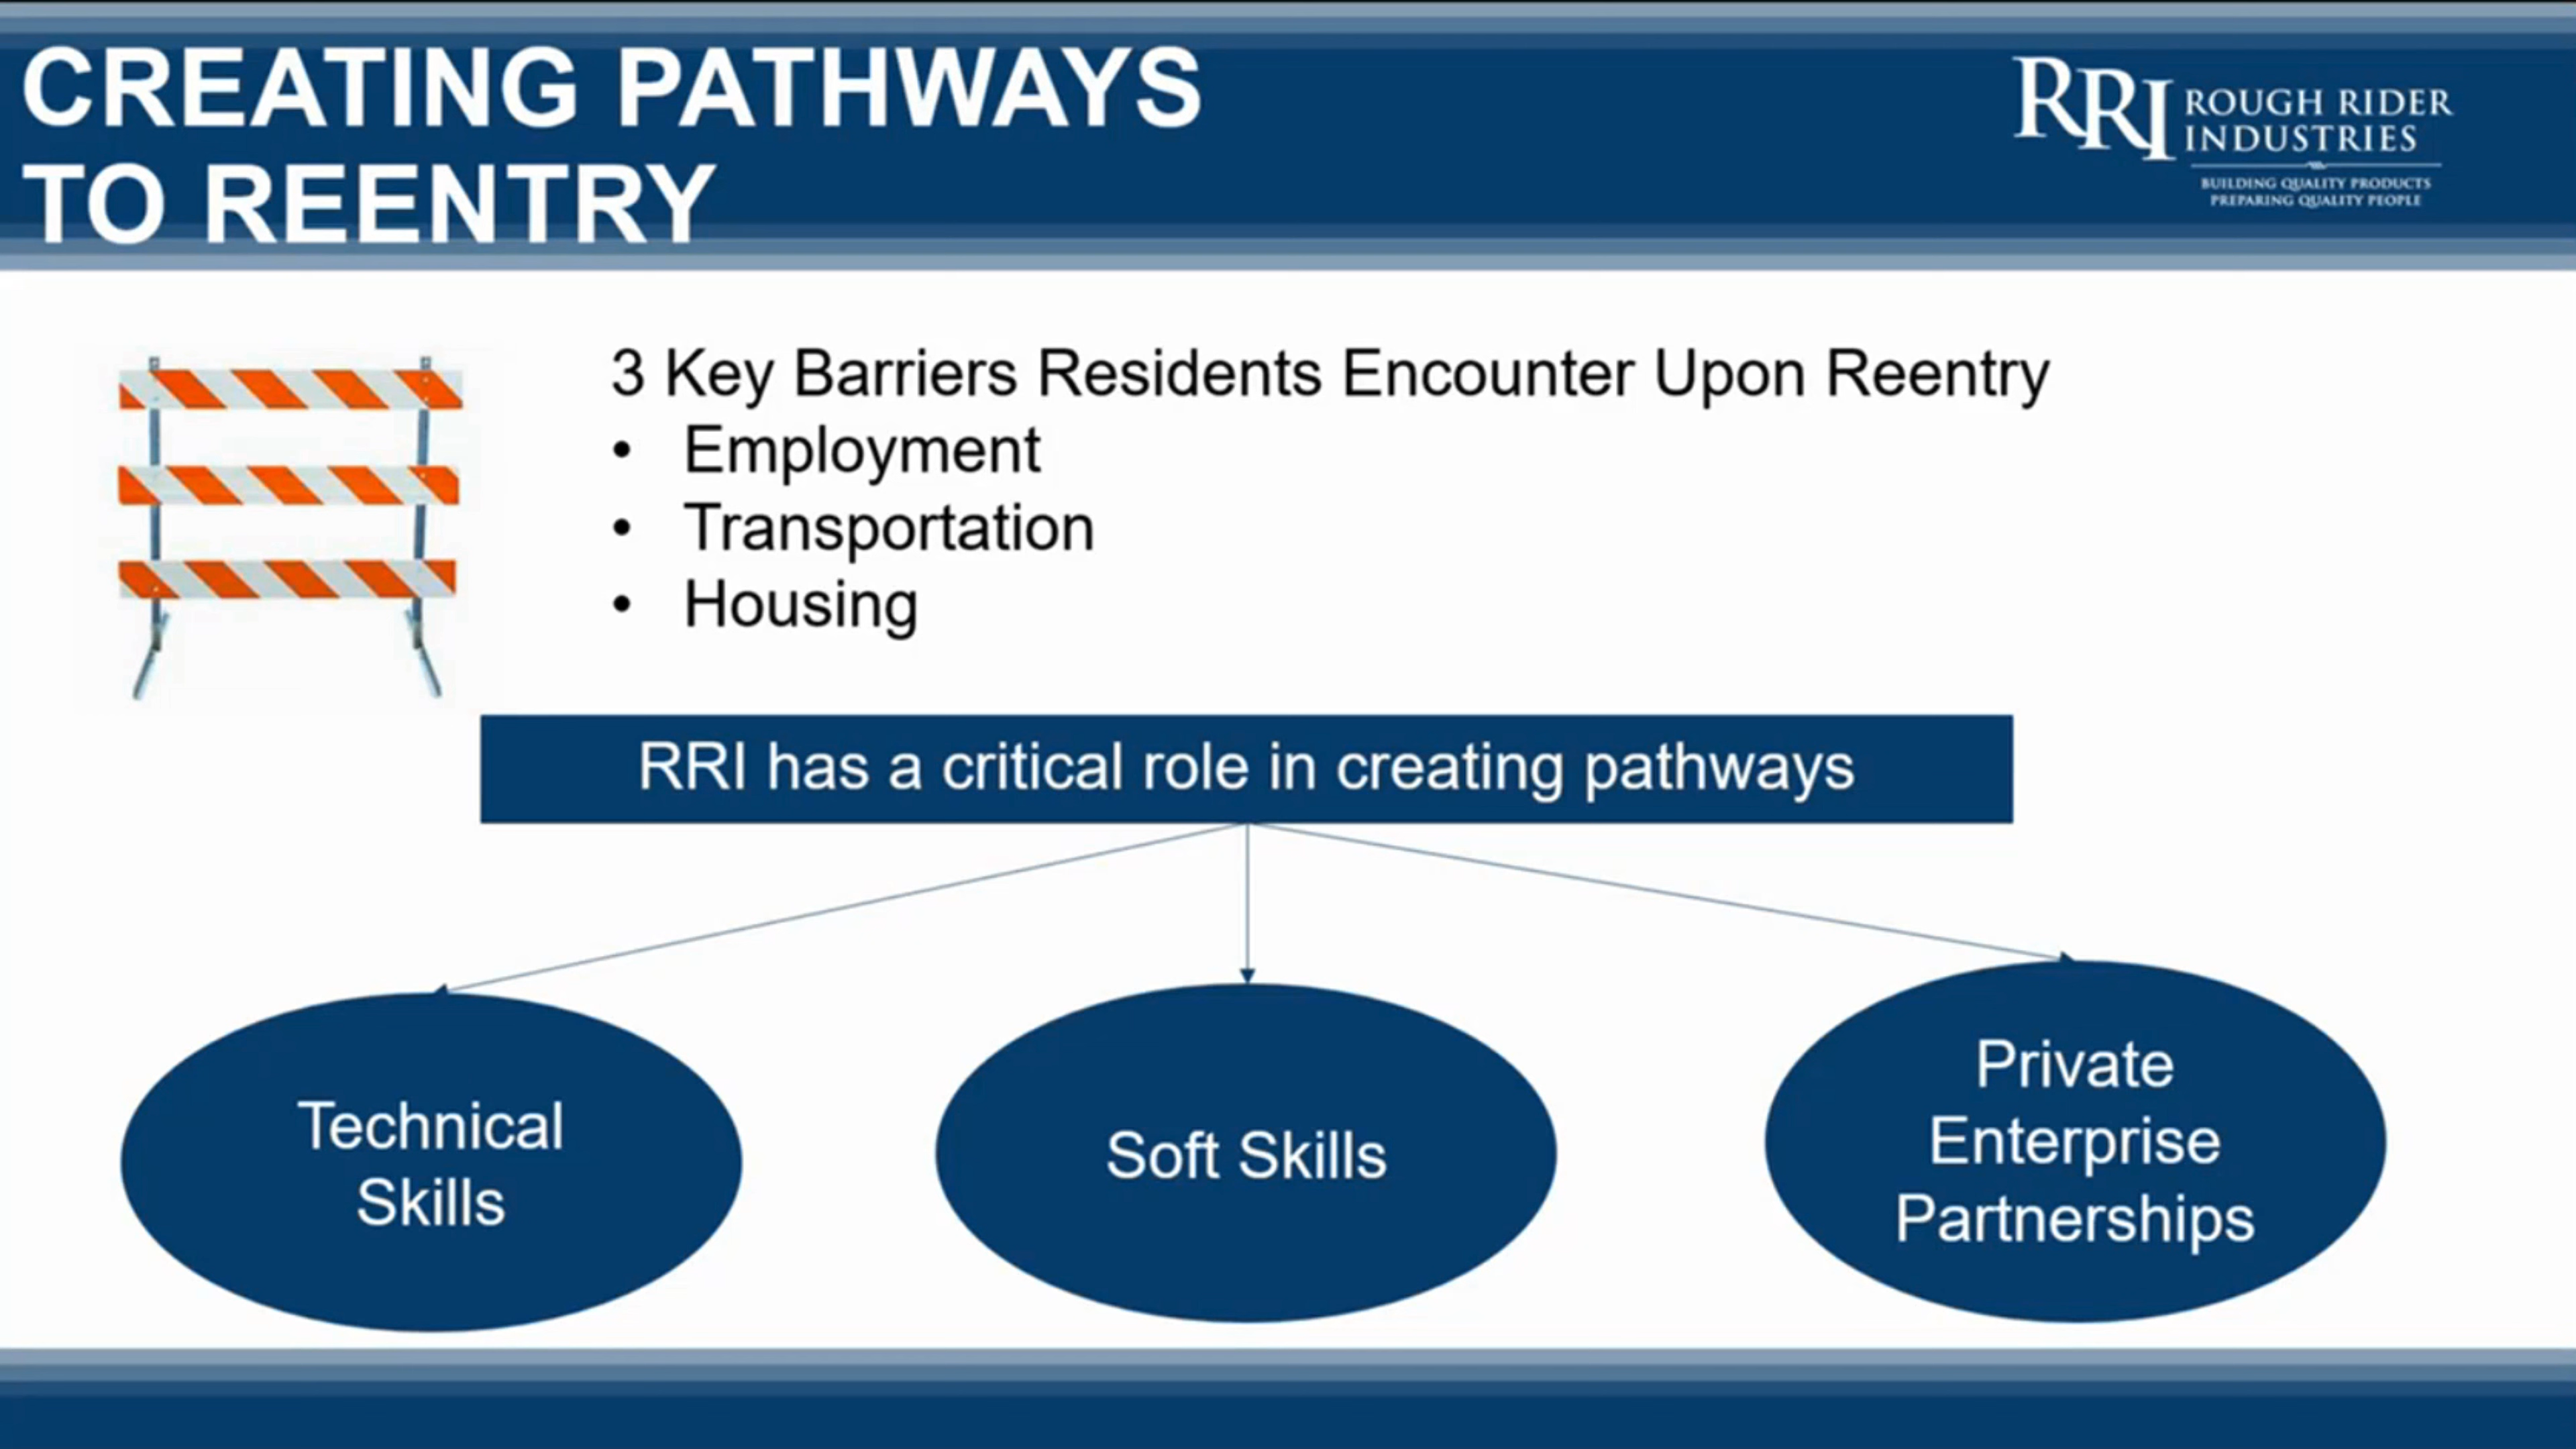 CREATING PATHWAYS
TO REENTRY
RRI
ROUGH RIDER
INDUSTRIES
BUILDING QUALITY PRODUCTS
PREPARING QUALITY PEOPLE
3 Key Barriers Residents Encounter Upon Reentry
• Employment
• Transportation
• Housing
RRI has a critical role in creating pathways
Technical
Skills
Soft Skills
Private
Enterprise
Partnerships